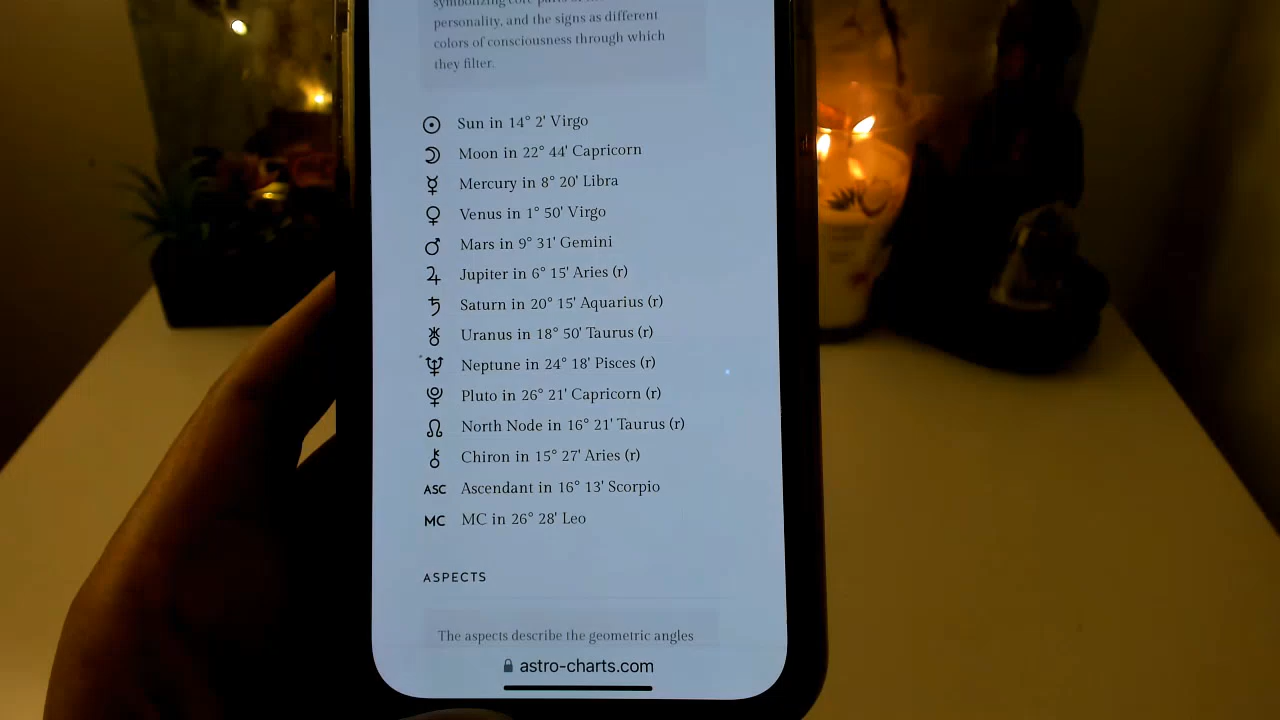 symbolizing core parts of
personality, and the signs as different
colors of consciousness through which
they filter.
Sun in 14° 2' Virgo
Moon in 22° 44' Capricorn
Mercury in 8° 20' Libra
Venus in 1° 50' Virgo
Mars in 9° 31' Gemini
Jupiter in 6° 15' Aries (r)
Saturn in 20° 15' Aquarius (r)
Uranus in 18° 50' Taurus (r)
Neptune in 24° 18' Pisces (r)
Pluto in 26° 21' Capricorn (r)
North Node in 16° 21' Taurus (r)
Chiron in 15° 27' Aries (r)
ASC Ascendant in 16° 13' Scorpio
MC MC in 26° 28' Leo
ASPECTS
The aspects describe the geometric angles
astro-charts.com